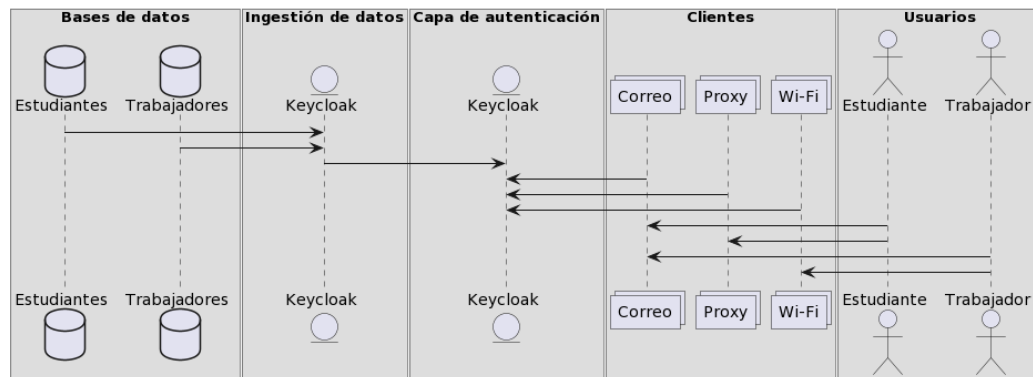 Bases de datos Ingestión de datos Capa de autenticación Clientes Usuarios
Estudiantes Trabajadores Keycloak Keycloak Correo Proxy Wi-Fi Estudiante Trabajador
Estudiantes Trabajadores Keycloak Keycloak Correo Proxy Wi-Fi Estudiante Trabajador